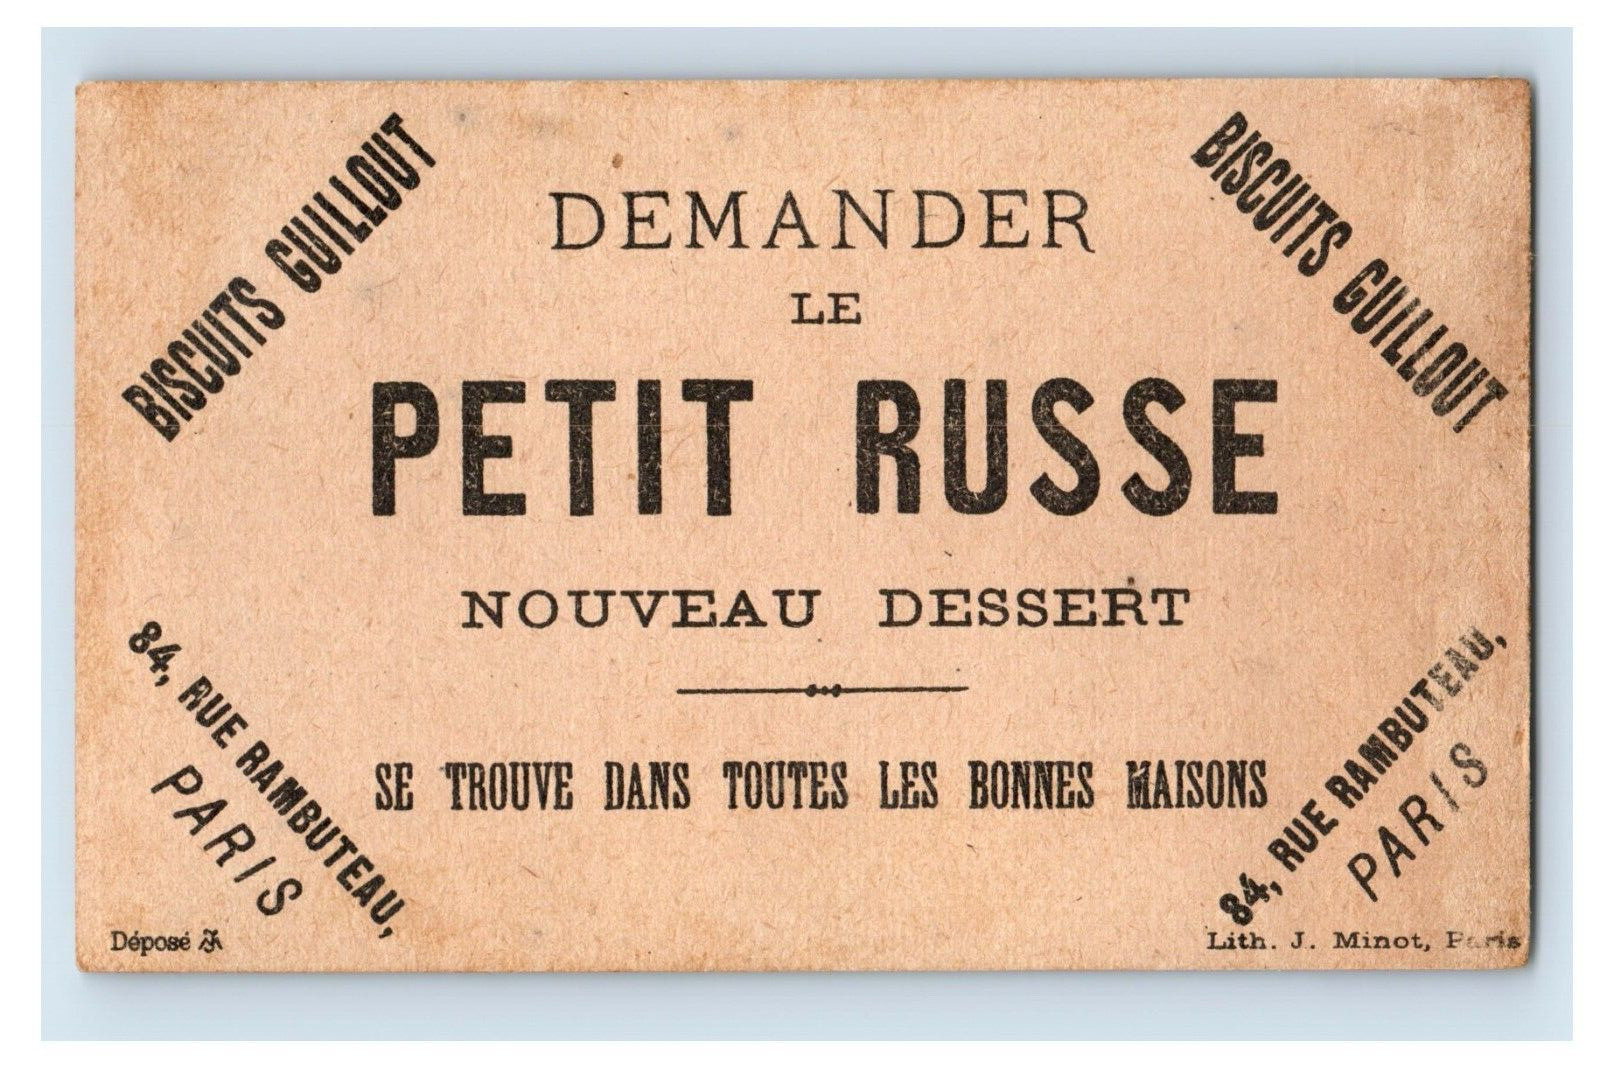 BISCUITS GUILLOUT
BISCUITS GUILLOUT
DEMANDER
LE
PETIT RUSSE
NOUVEAU DESSERT
SE TROUVE DANS TOUTES LES BONNES MAISONS
84, RUE RAMBUTEAU,
PARIS
84, RUE RAMBUTEAU,
PARIS
Déposé
Lith. J. Minot, Paris